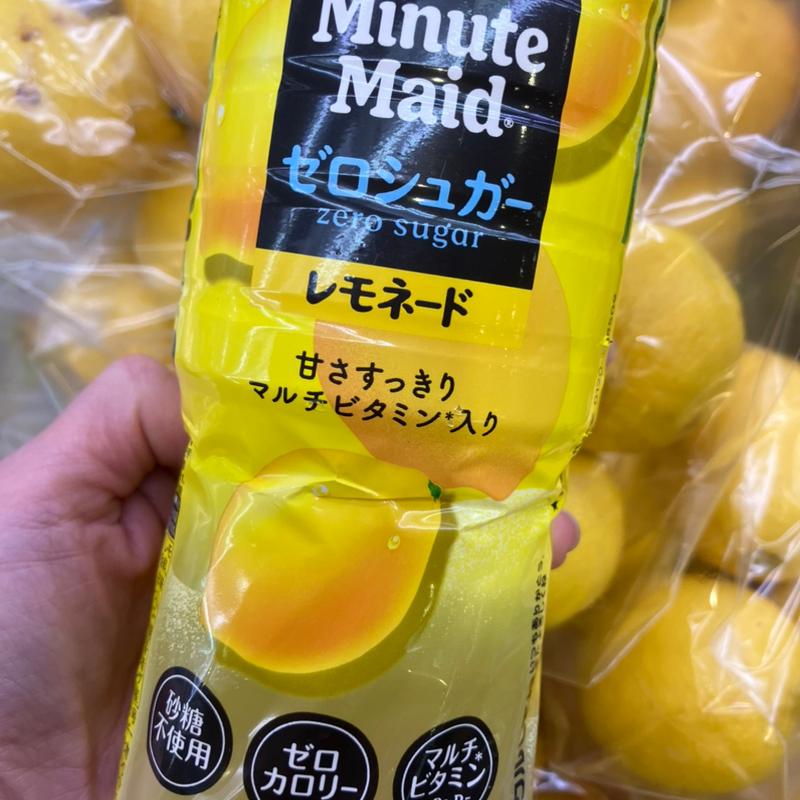 Minute
Maid®
ゼロシュガー
zero sugar
レモネード
甘さすっきり
マルチビタミン*入り
砂糖
不使用
ゼロ
カロリー
マルチ*
ビタミン